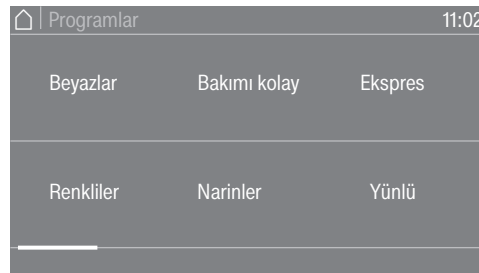 Programlar 11:02
Beyazlar Bakımı kolay Ekspres
Renkliler Narinler Yünlü